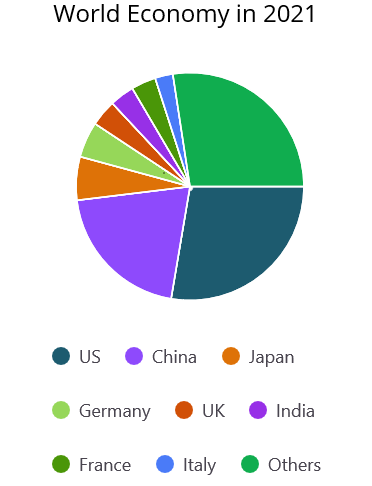 World Economy in 2021
US China Japan
Germany UK India
France Italy Others